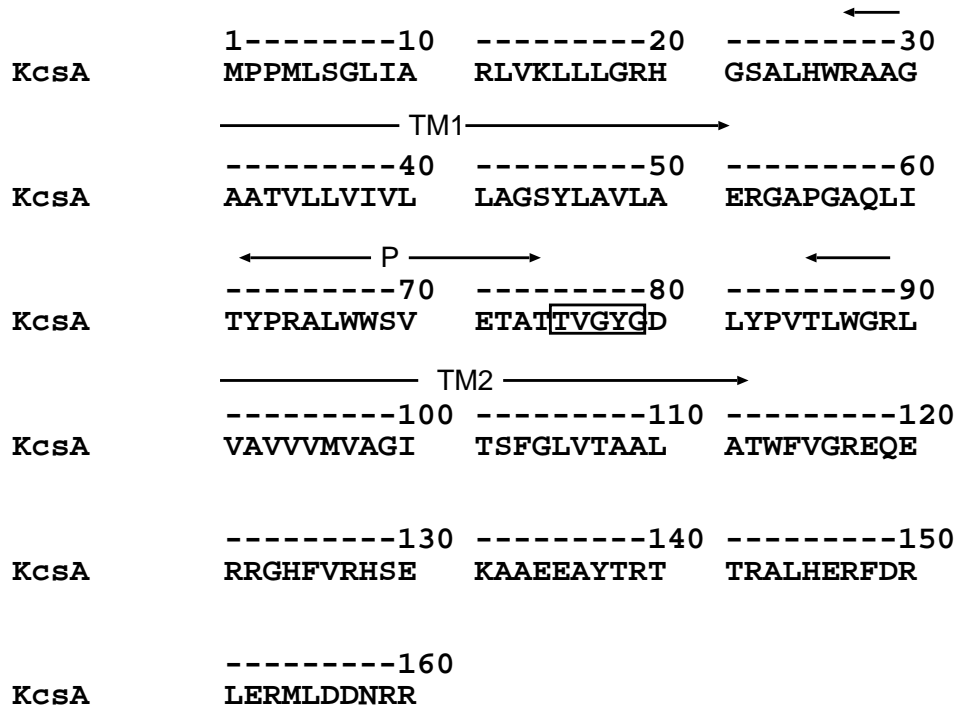 1--------10 ---------20 ---------30
KcsA MPPMLSGLIA RLVKLLLGRH GSALHWRAAG
TM1
---------40 ---------50 ---------60
KcsA AATVLLVIVL LAGSYLAVLA ERGAPGAQLI
P
---------70 ---------80 ---------90
KcsA TYPRALWWSV ETATTVGYGD LYPVTLWGRL
TM2
---------100 ---------110 ---------120
KcsA VAVVVMVAGI TSFGLVTAAL ATWFVGREQE
---------130 ---------140 ---------150
KcsA RRGHFVRHSE KAAEEAYTRT TRALHERFDR
---------160
KcsA LERMLDDNRR